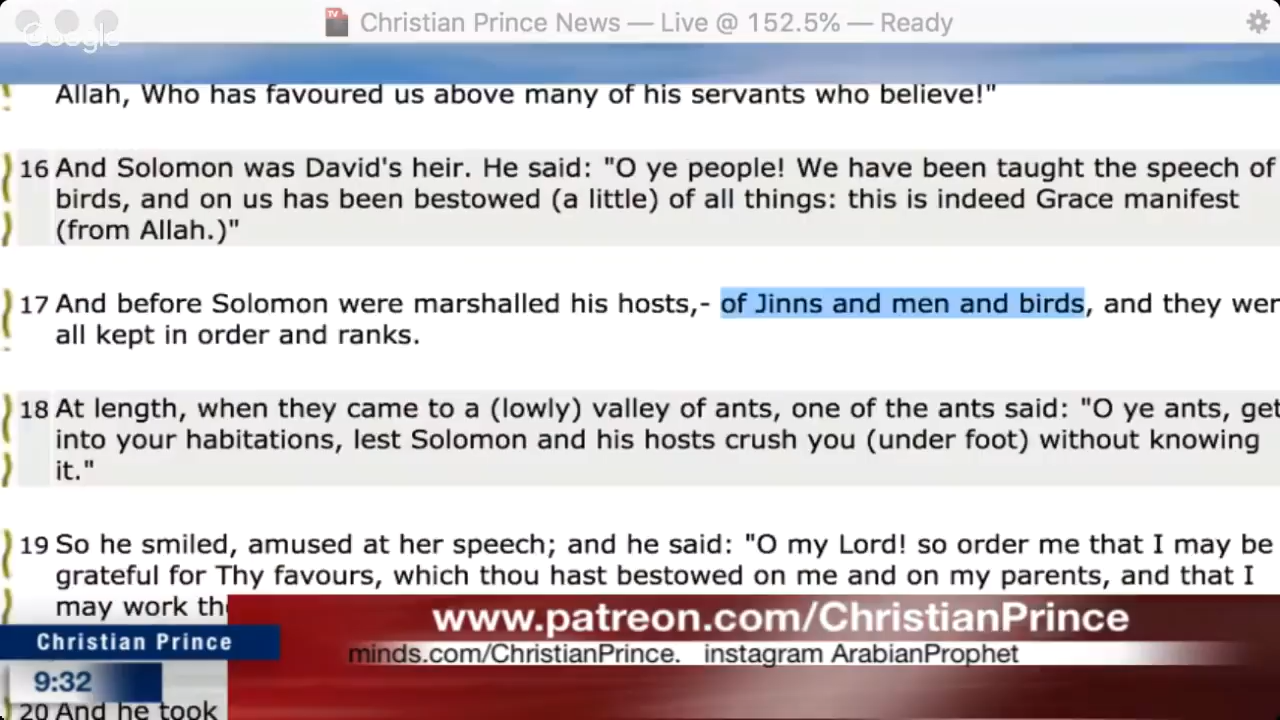 Christian Prince News — Live @ 152.5% — Ready
Google
Allah, Who has favoured us above many of his servants who believe!"
16 And Solomon was David's heir. He said: "O ye people! We have been taught the speech of
birds, and on us has been bestowed (a little) of all things: this is indeed Grace manifest
(from Allah.)"
17 And before Solomon were marshalled his hosts,- of Jinns and men and birds, and they wer
all kept in order and ranks.
18 At length, when they came to a (lowly) valley of ants, one of the ants said: "O ye ants, get
into your habitations, lest Solomon and his hosts crush you (under foot) without knowing
it."
19 So he smiled, amused at her speech; and he said: "O my Lord! so order me that I may be
grateful for Thy favours, which thou hast bestowed on me and on my parents, and that I
may work th
www.patreon.com/ChristianPrince
Christian Prince
minds.com/ChristianPrince. instagram ArabianProphet
9:32
20 And he took